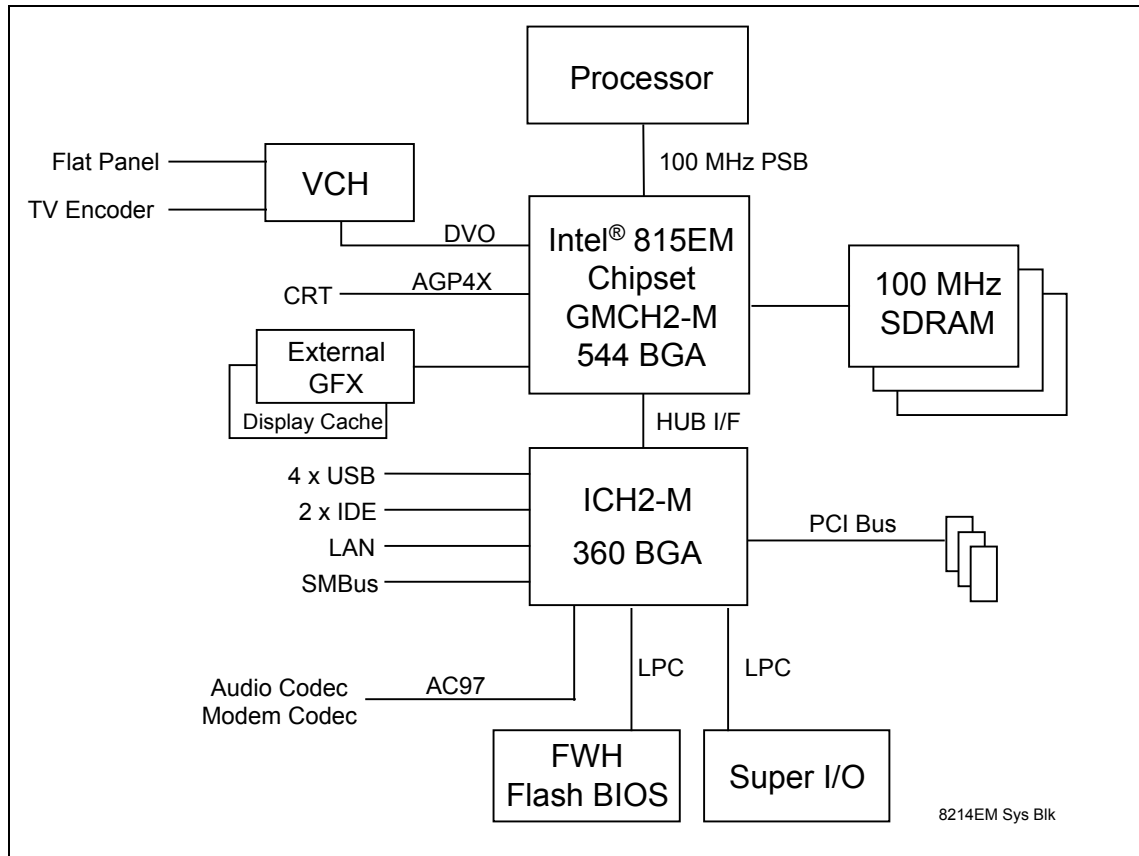 Processor
100 MHz PSB
Flat Panel
TV Encoder
VCH
DVO
AGP4X
CRT
Intel® 815EM
Chipset
GMCH2-M
544 BGA
100 MHz
SDRAM
External
GFX
Display Cache
HUB I/F
4 x USB
2 x IDE
LAN
SMBus
ICH2-M
360 BGA
PCI Bus
Audio Codec
Modem Codec
AC97
LPC
LPC
FWH
Flash BIOS
Super I/O
8214EM Sys Blk